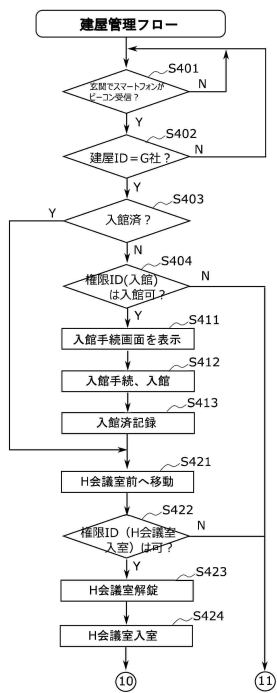 建屋管理フロー
S401
玄関でスマートフォンが
ビーコン受信？
N
Y
S402
建屋ID＝G社？
N
Y
S403
Y
入館済？
N
S404
権限ID(入館)
は入館可？
N
Y
S411
入館手続画面を表示
S412
入館手続、入館
S413
入館済記録
S421
H会議室前へ移動
S422
権限ID（H会議室
入室）は可？
N
Y
S423
H会議室解錠
S424
H会議室入室
10
11